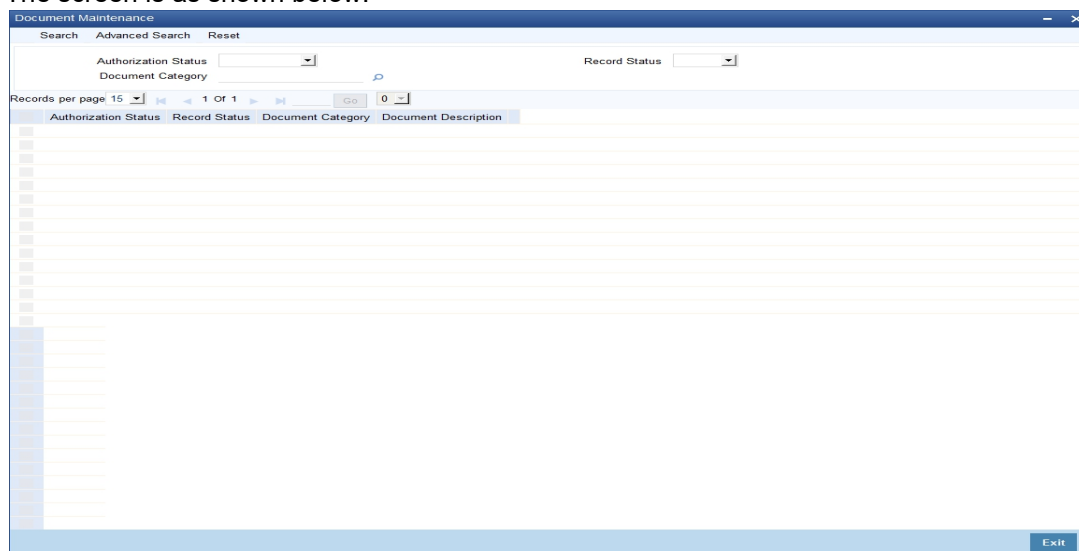 The screen is as shown below:
Document Maintenance
Search Advanced Search Reset
Authorization Status Record Status
Document Category
Records per page 15 1 Of 1 Go 0
Authorization Status Record Status Document Category Document Description
Exit